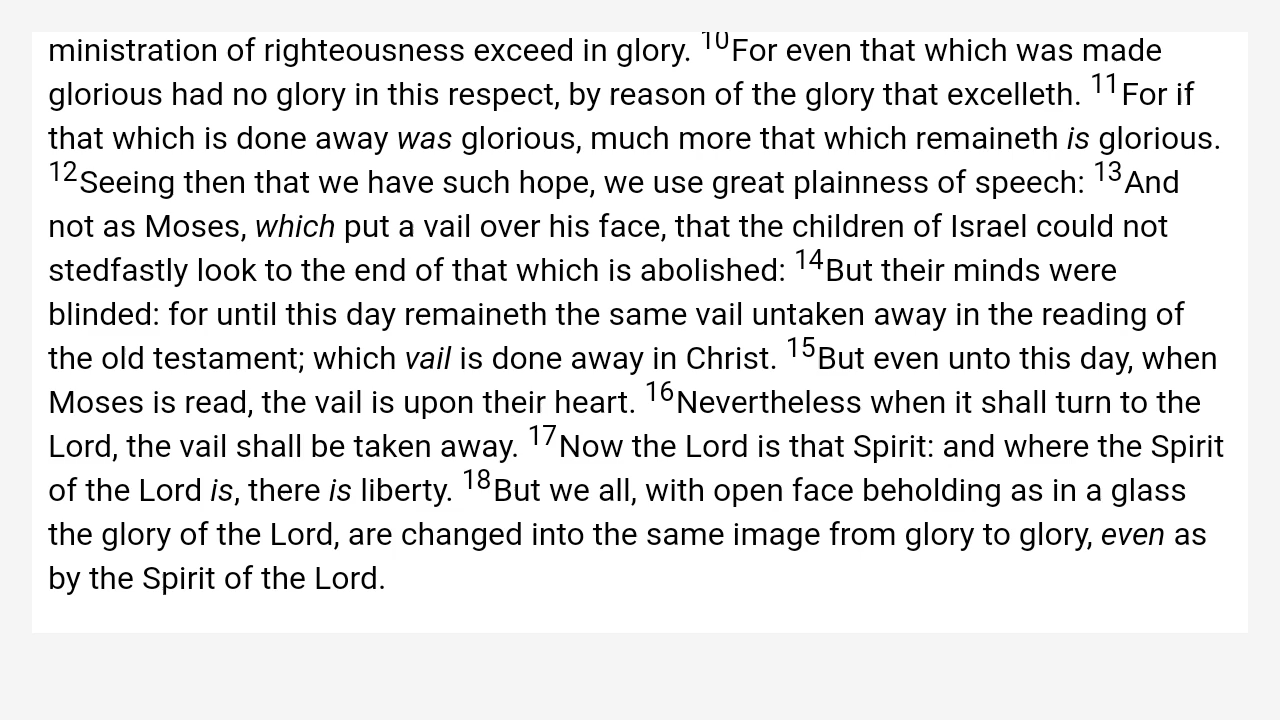 ministration of righteousness exceed in glory. 10For even that which was made
glorious had no glory in this respect, by reason of the glory that excelleth. 11For if
that which is done away was glorious, much more that which remaineth is glorious.
12Seeing then that we have such hope, we use great plainness of speech: 13And
not as Moses, which put a vail over his face, that the children of Israel could not
stedfastly look to the end of that which is abolished: 14But their minds were
blinded: for until this day remaineth the same vail untaken away in the reading of
the old testament; which vail is done away in Christ. 15But even unto this day, when
Moses is read, the vail is upon their heart. 16Nevertheless when it shall turn to the
Lord, the vail shall be taken away. 17Now the Lord is that Spirit: and where the Spirit
of the Lord is, there is liberty. 18But we all, with open face beholding as in a glass
the glory of the Lord, are changed into the same image from glory to glory, even as
by the Spirit of the Lord.